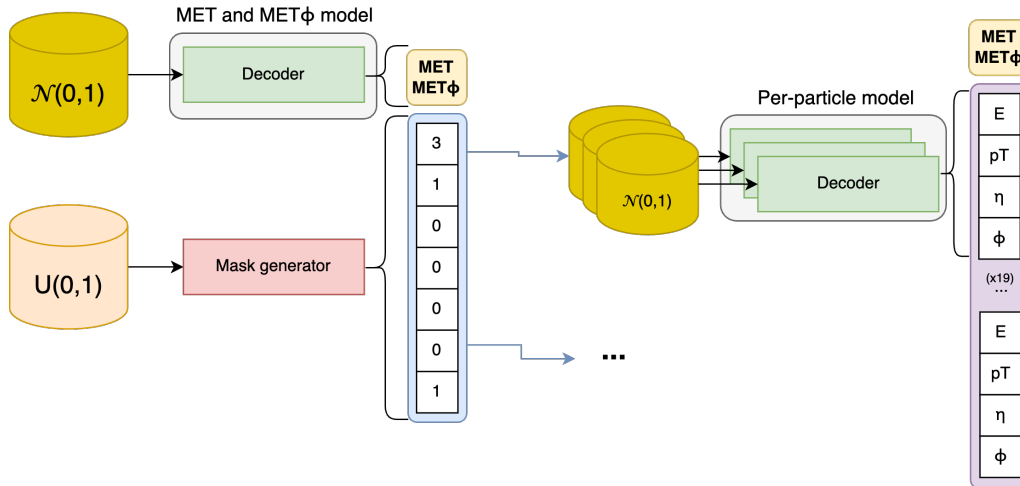 MET and METϕ model
𝒩(0,1)
Decoder
MET
METϕ
U(0,1)
Mask generator
3
1
0
0
0
0
1
...
Per-particle model
𝒩(0,1)
Decoder
MET
METϕ
E
pT
η
ϕ
(x19)
...
E
pT
η
ϕ